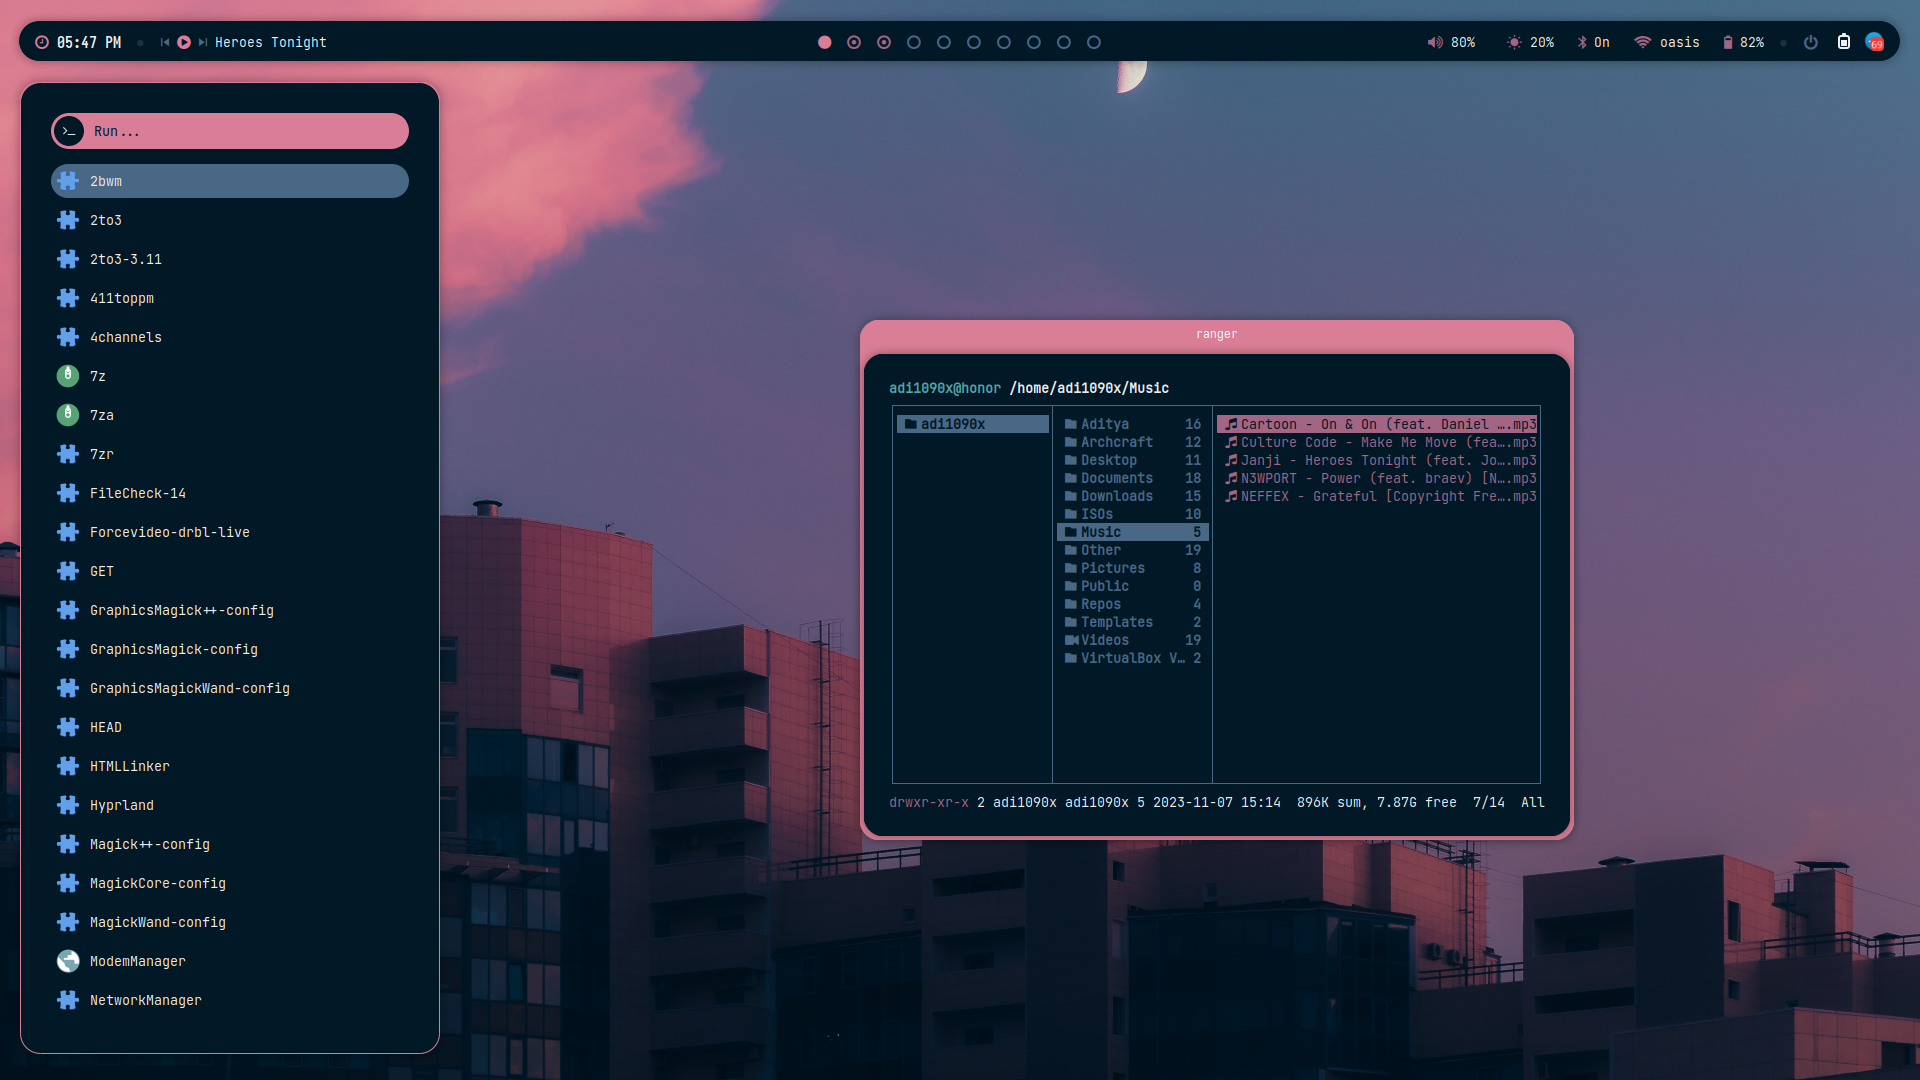 05:47 PM Heroes Tonight 80% 20% On oasis 82% 69
Run...
2bwm
2to3
2to3-3.11
411toppm
4channels
7z
7za
7zr
FileCheck-14
Forcevideo-drbl-live
GET
GraphicsMagick++-config
GraphicsMagick-config
GraphicsMagickWand-config
HEAD
HTMLLinker
Hyprland
Magick++-config
MagickCore-config
MagickWand-config
ModemManager
NetworkManager
ranger
adi1090x@honor /home/adi1090x/Music
adi1090x
Aditya 16
Archcraft 12
Desktop 11
Documents 18
Downloads 15
ISOs 10
Music 5
Other 19
Pictures 8
Public 0
Repos 4
Templates 2
Videos 19
VirtualBox V… 2
Cartoon - On & On (feat. Daniel ….mp3
Culture Code - Make Me Move (fea….mp3
Janji - Heroes Tonight (feat. Jo….mp3
N3WPORT - Power (feat. braev) [N….mp3
NEFFEX - Grateful [Copyright Fre….mp3
drwxr-xr-x 2 adi1090x adi1090x 5 2023-11-07 15:14 896K sum, 7.87G free 7/14 All